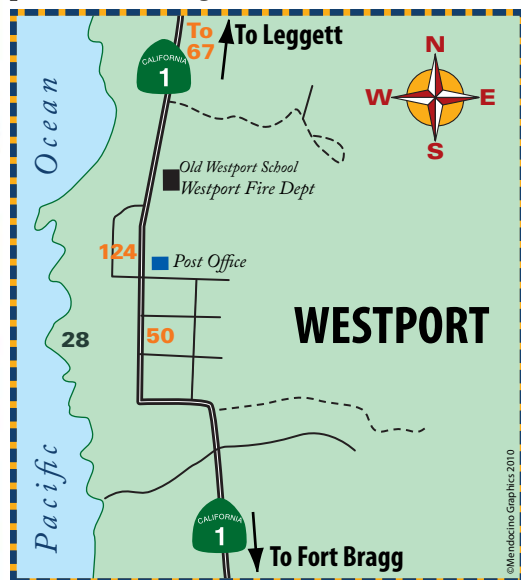 To
67
To Leggett
CALIFORNIA
1
N
W
E
S
Ocean
Old Westport School
Westport Fire Dept
124
Post Office
28
50
WESTPORT
Pacific
CALIFORNIA
1
To Fort Bragg
©Mendocino Graphics 2010